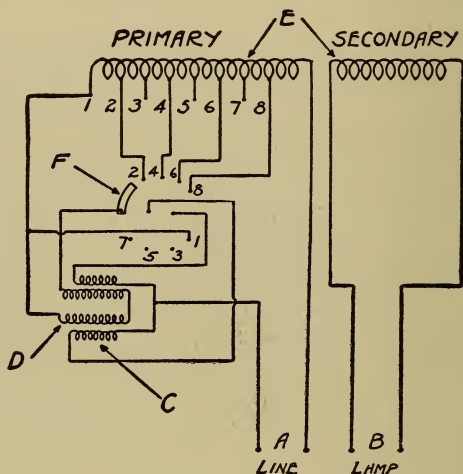 E
PRIMARY SECONDARY
1 2 3 4 5 6 7 8
F
2 4 6 8
7 5 3 1
D
C
A B
LINE LAMP